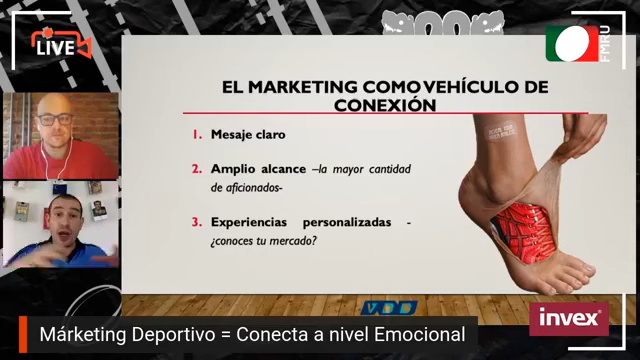 LIVE
FMRU
EL MARKETING COMO VEHÍCULO DE
CONEXIÓN
1. Mesaje claro
2. Amplio alcance –la mayor cantidad
de aficionados-
3. Experiencias personalizadas -
¿conoces tu mercado?
invex
Márketing Deportivo = Conecta a nivel Emocional